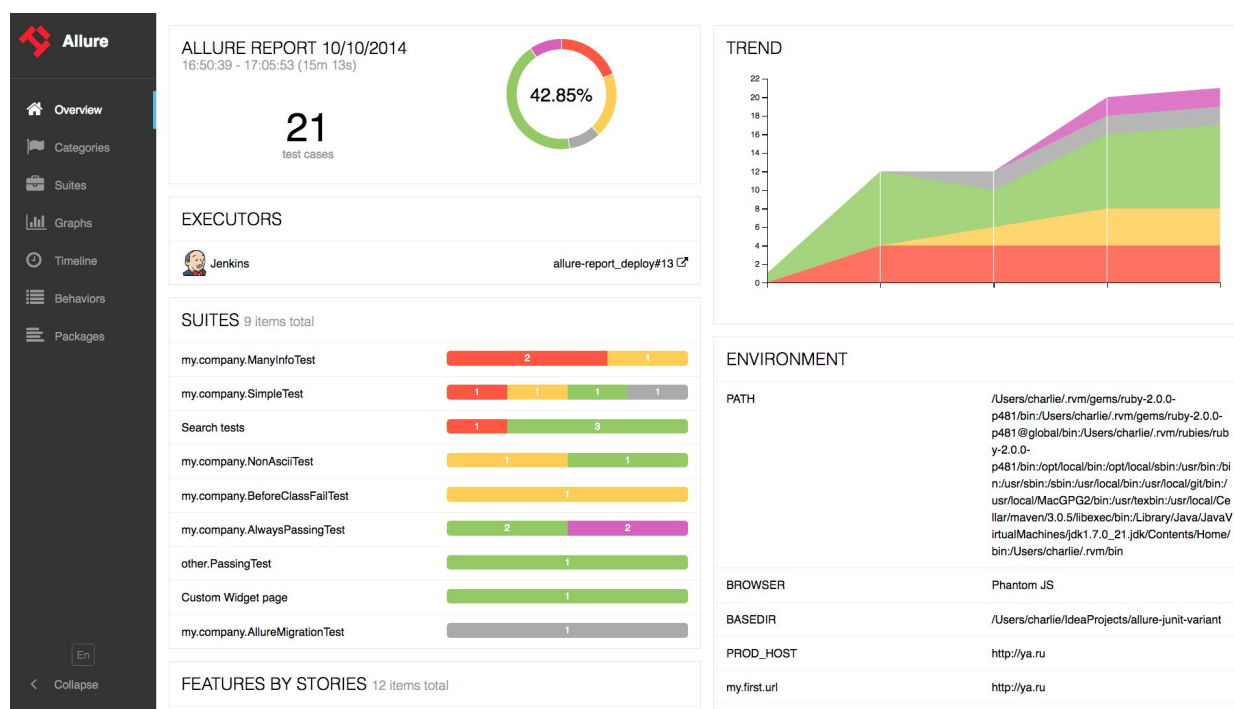 Allure
Overview
Categories
Suites
Graphs
Timeline
Behaviors
Packages
En
Collapse
ALLURE REPORT 10/10/2014
16:50:39 - 17:05:53 (15m 13s)
21
test cases
42.85%
EXECUTORS
Jenkins
allure-report_deploy#13
SUITES 9 items total
my.company.ManyInfoTest 2 1
my.company.SimpleTest 1 1 1 1
Search tests 1 3
my.company.NonAsciiTest 1 1
my.company.BeforeClassFailTest 1
my.company.AlwaysPassingTest 2 2
other.PassingTest 1
Custom Widget page 1
my.company.AllureMigrationTest 1
FEATURES BY STORIES 12 items total
TREND
22
20
18
16
14
12
10
8
6
4
2
0
ENVIRONMENT
PATH
/Users/charlie/.rvm/gems/ruby-2.0.0-
p481/bin:/Users/charlie/.rvm/gems/ruby-2.0.0-
p481@global/bin:/Users/charlie/.rvm/rubies/rub
y-2.0.0-
p481/bin:/opt/local/bin:/opt/local/sbin:/usr/bin:/bi
n:/usr/sbin:/sbin:/usr/local/bin:/usr/local/git/bin:/
usr/local/MacGPG2/bin:/usr/texbin:/usr/local/Ce
llar/maven/3.0.5/libexec/bin:/Library/Java/JavaV
irtualMachines/jdk1.7.0_21.jdk/Contents/Home/
bin:/Users/charlie/.rvm/bin
BROWSER Phantom JS
BASEDIR /Users/charlie/IdeaProjects/allure-junit-variant
PROD_HOST http://ya.ru
my.first.url http://ya.ru